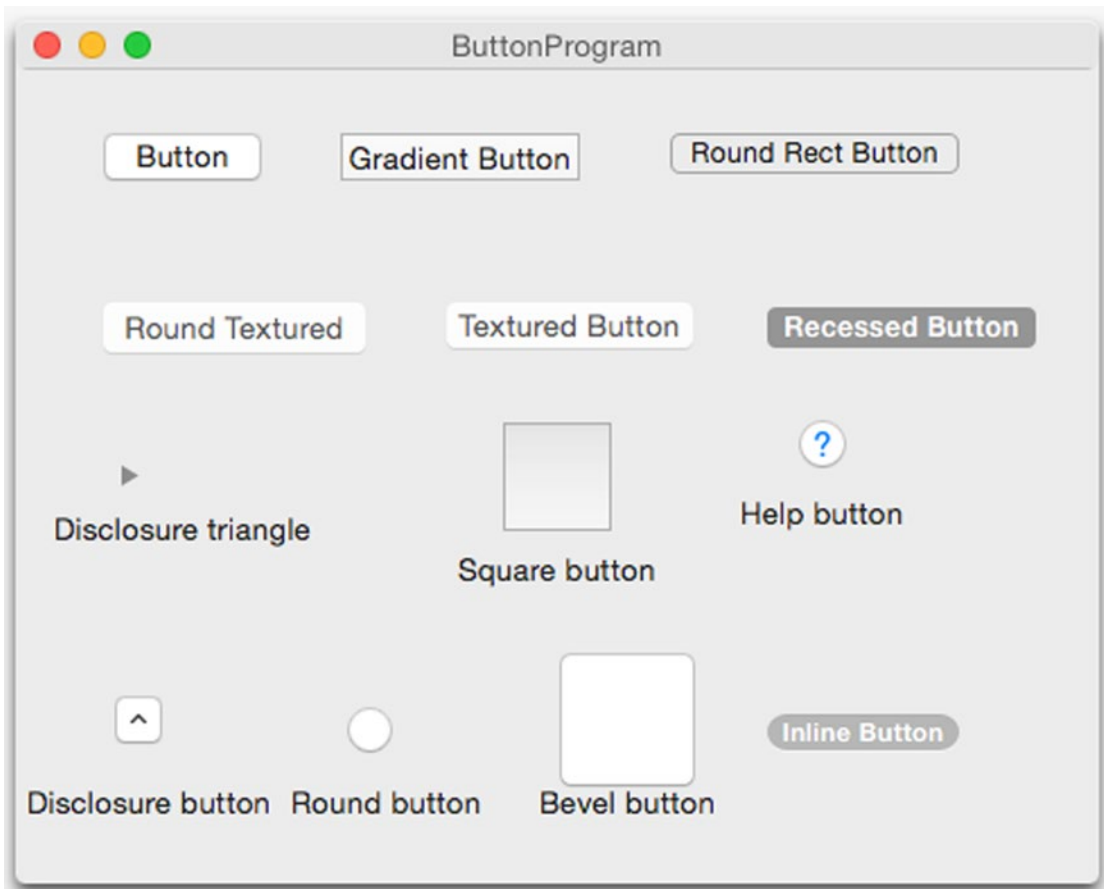 ButtonProgram
Button
Gradient Button
Round Rect Button
Round Textured
Textured Button
Recessed Button
?
Disclosure triangle
Square button
Help button
Inline Button
Disclosure button
Round button
Bevel button